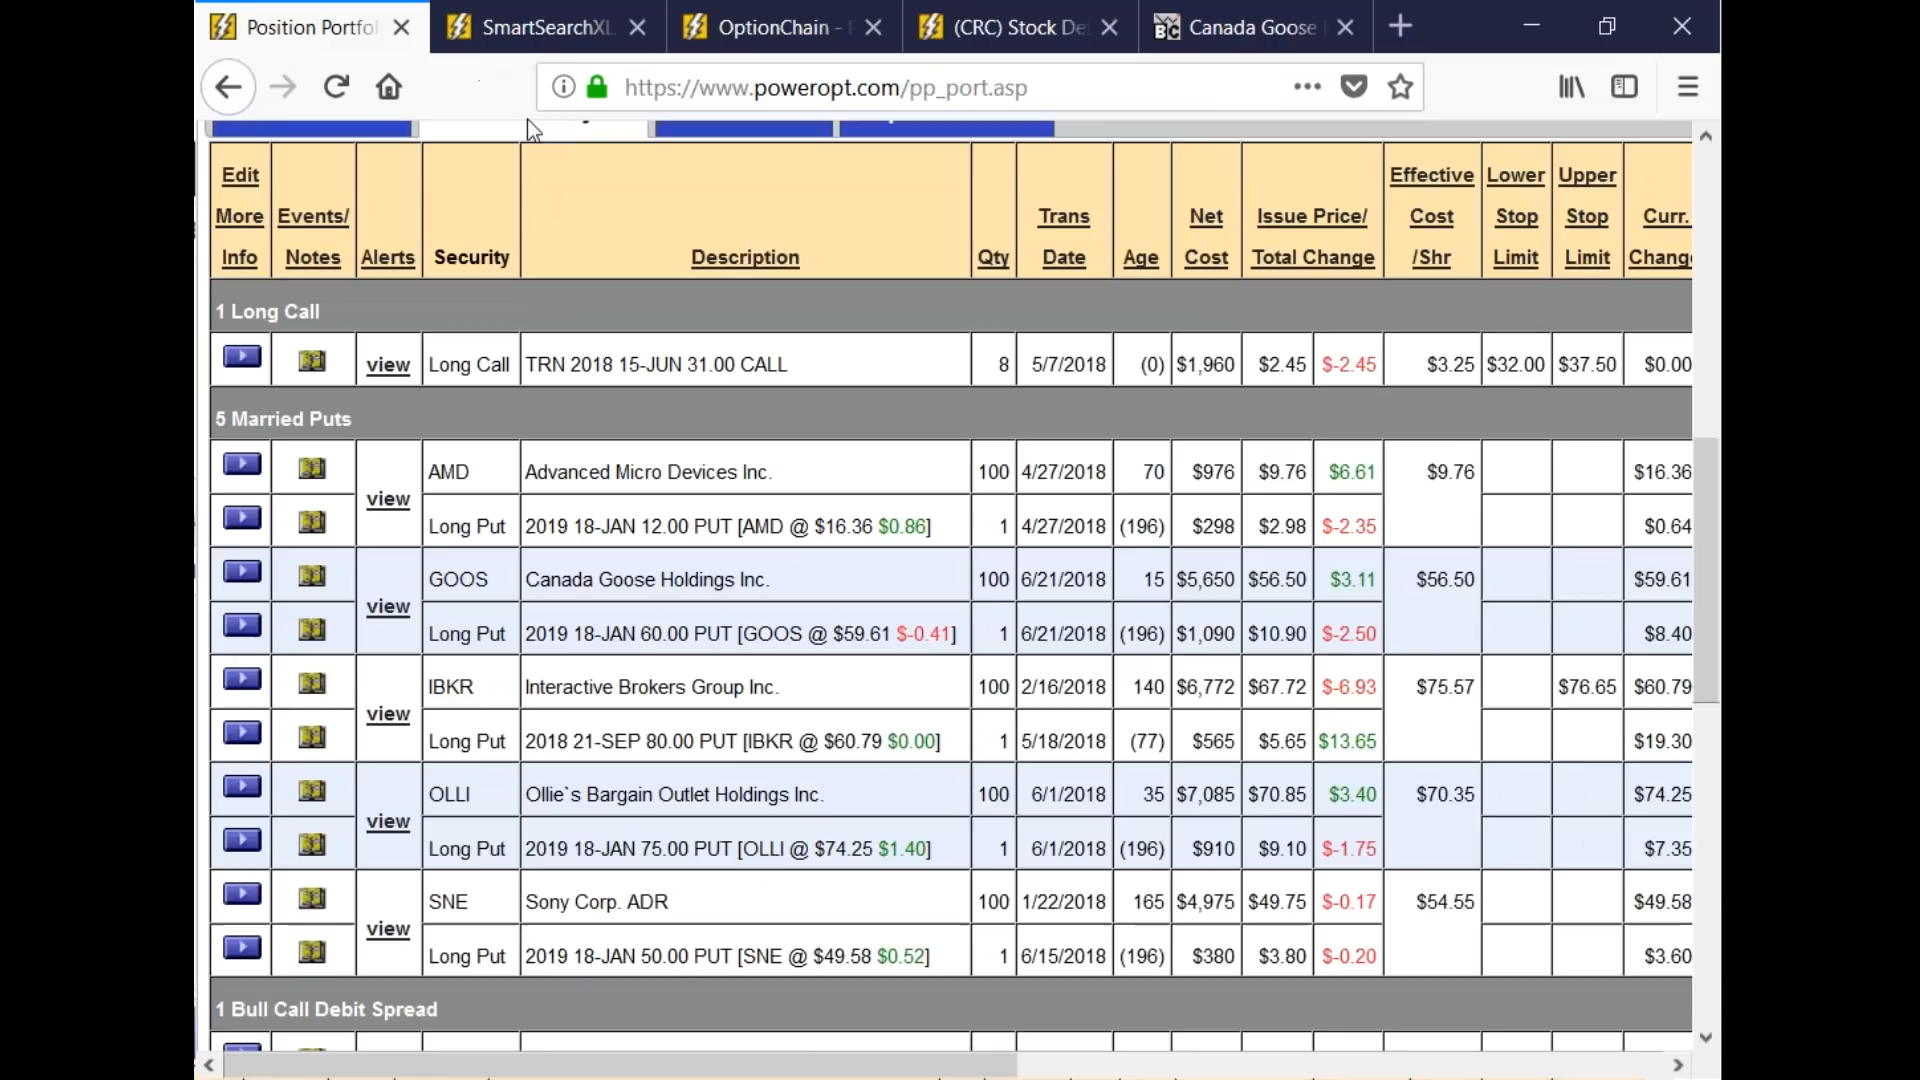 Position Portfol
SmartSearchXL
OptionChain -
(CRC) Stock De
Canada Goose
https://www.poweropt.com/pp_port.asp
Edit More Info
Events/ Notes
Alerts
Security
Description
Qty
Trans Date
Age
Net Cost
Issue Price/ Total Change
Effective Cost /Shr
Lower Stop Limit
Upper Stop Limit
Curr. Chang
1 Long Call
view Long Call TRN 2018 15-JUN 31.00 CALL 8 5/7/2018 (0) $1,960 $2.45 $-2.45 $3.25 $32.00 $37.50 $0.00
5 Married Puts
view
AMD Advanced Micro Devices Inc. 100 4/27/2018 70 $976 $9.76 $6.61 $9.76 $16.36
Long Put 2019 18-JAN 12.00 PUT [AMD @ $16.36 $0.86] 1 4/27/2018 (196) $298 $2.98 $-2.35 $0.64
view
GOOS Canada Goose Holdings Inc. 100 6/21/2018 15 $5,650 $56.50 $3.11 $56.50 $59.61
Long Put 2019 18-JAN 60.00 PUT [GOOS @ $59.61 $-0.41] 1 6/21/2018 (196) $1,090 $10.90 $-2.50 $8.40
view
IBKR Interactive Brokers Group Inc. 100 2/16/2018 140 $6,772 $67.72 $-6.93 $75.57 $76.65 $60.79
Long Put 2018 21-SEP 80.00 PUT [IBKR @ $60.79 $0.00] 1 5/18/2018 (77) $565 $5.65 $13.65 $19.30
view
OLLI Ollie`s Bargain Outlet Holdings Inc. 100 6/1/2018 35 $7,085 $70.85 $3.40 $70.35 $74.25
Long Put 2019 18-JAN 75.00 PUT [OLLI @ $74.25 $1.40] 1 6/1/2018 (196) $910 $9.10 $-1.75 $7.35
view
SNE Sony Corp. ADR 100 1/22/2018 165 $4,975 $49.75 $-0.17 $54.55 $49.58
Long Put 2019 18-JAN 50.00 PUT [SNE @ $49.58 $0.52] 1 6/15/2018 (196) $380 $3.80 $-0.20 $3.60
1 Bull Call Debit Spread